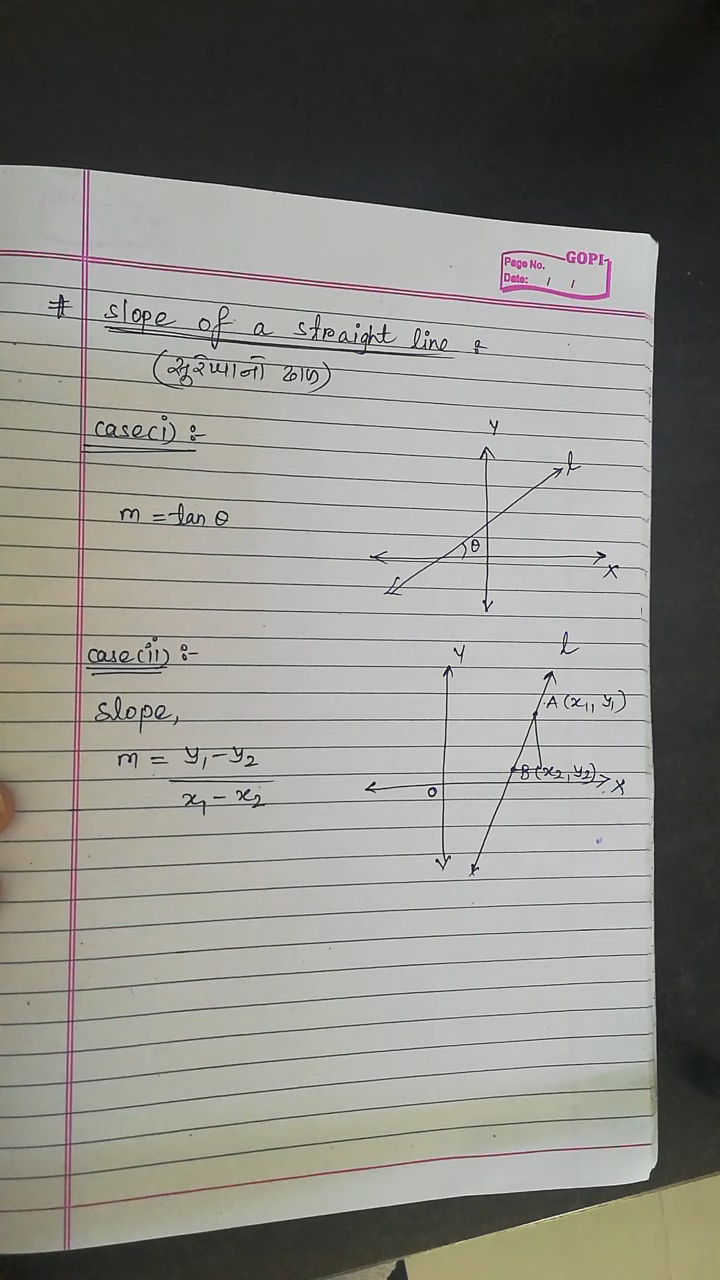 GOPI
Page No.
Date: / /
# slope of a straight line :
(સુરેખાનો ઢાળ)
case(i) :-
m = tan θ
Y
l
θ
X
case(ii) :-
slope,
m = y₁ - y₂
x₁ - x₂
Y
l
A (x₁, y₁)
B (x₂, y₂)
X
O